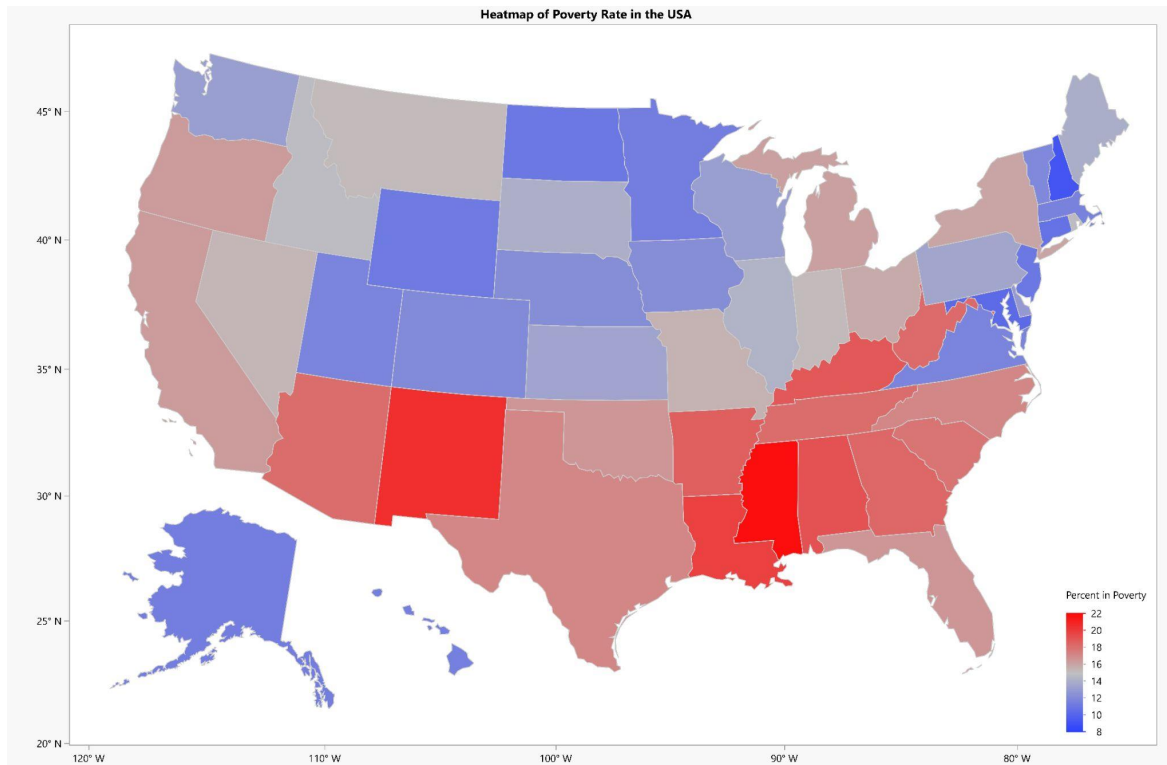 Heatmap of Poverty Rate in the USA
45° N
40° N
35° N
30° N
25° N
20° N
120° W
110° W
100° W
90° W
80° W
Percent in Poverty
22
20
18
16
14
12
10
8